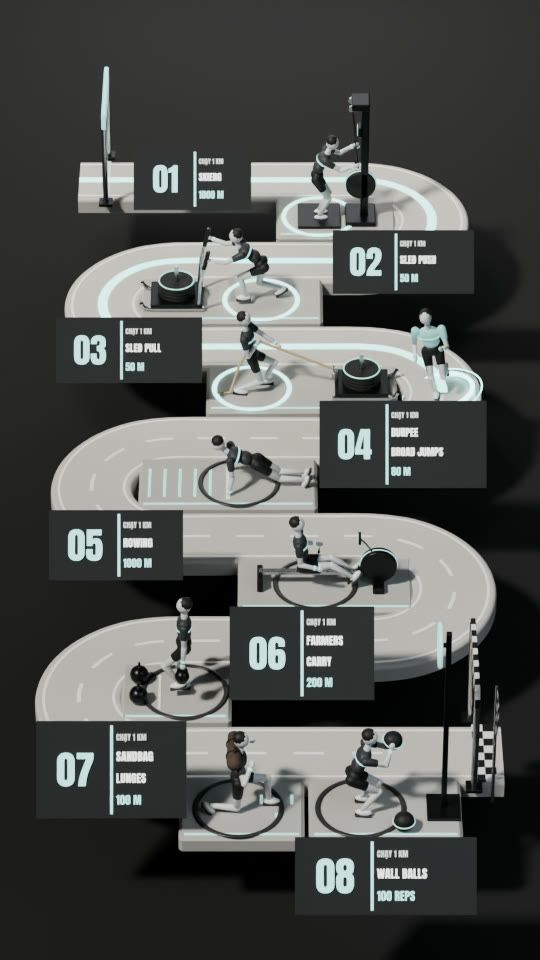 01
CHẠY 1 KM
SKIERG
1000 M
02
CHẠY 1 KM
SLED PUSH
50 M
03
CHẠY 1 KM
SLED PULL
50 M
04
CHẠY 1 KM
BURPEE
BROAD JUMPS
80 M
05
CHẠY 1 KM
ROWING
1000 M
06
CHẠY 1 KM
FARMERS
CARRY
200 M
07
CHẠY 1 KM
SANDBAG
LUNGES
100 M
08
CHẠY 1 KM
WALL BALLS
100 REPS